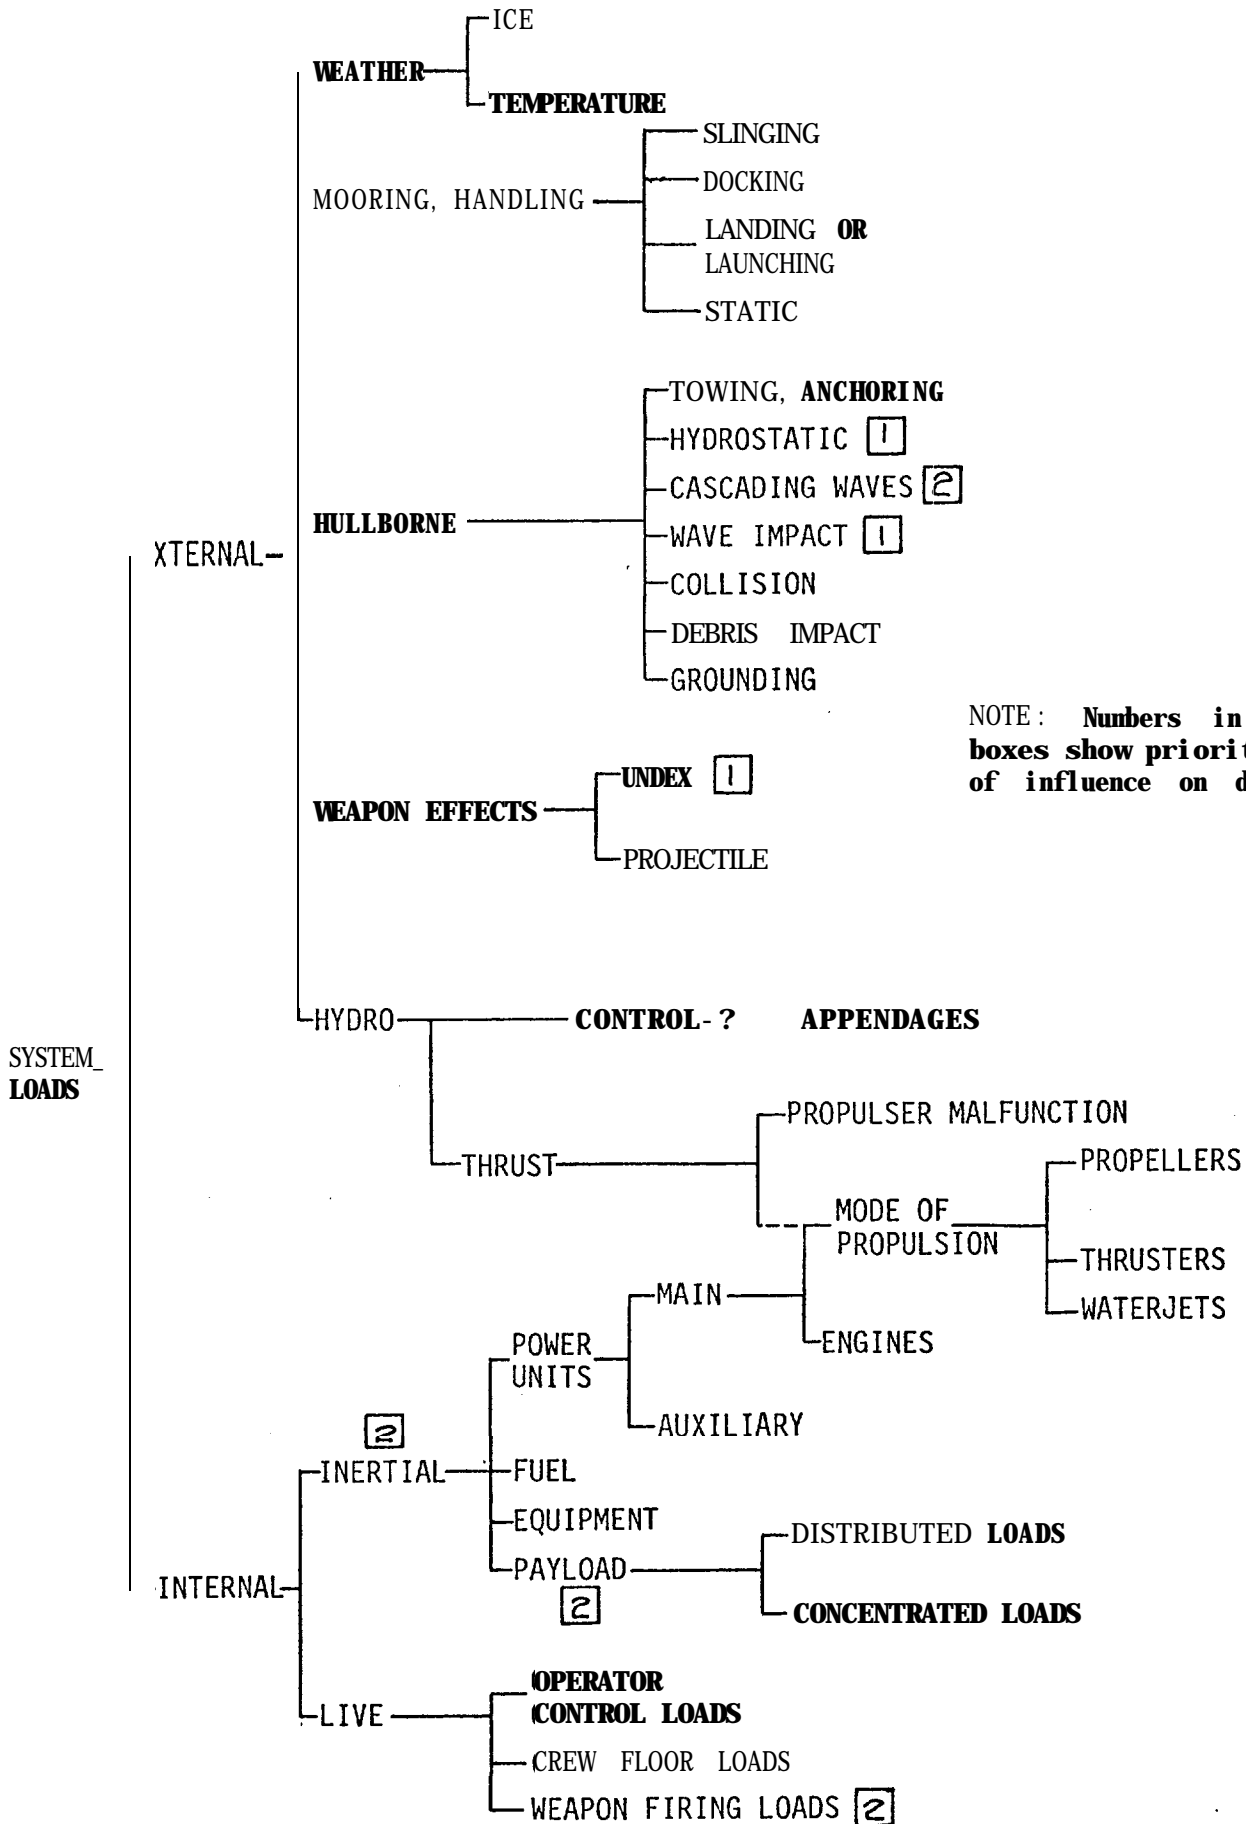 ICE
WEATHER
TEMPERATURE
SLINGING
MOORING, HANDLING
DOCKING
LANDING OR
LAUNCHING
STATIC
TOWING, ANCHORING
HYDROSTATIC 1
CASCADING WAVES 2
HULLBORNE
WAVE IMPACT 1
XTERNAL
COLLISION
DEBRIS IMPACT
GROUNDING
NOTE: Numbers in
boxes show priorit
of influence on d
UNDEX 1
WEAPON EFFECTS
PROJECTILE
HYDRO
CONTROL-? APPENDAGES
SYSTEM_
LOADS
PROPULSER MALFUNCTION
THRUST
PROPELLERS
MODE OF
PROPULSION
THRUSTERS
MAIN
WATERJETS
POWER
UNITS
ENGINES
AUXILIARY
2
INERTIAL
FUEL
EQUIPMENT
DISTRIBUTED LOADS
PAYLOAD
2
INTERNAL
CONCENTRATED LOADS
OPERATOR
CONTROL LOADS
LIVE
CREW FLOOR LOADS
WEAPON FIRING LOADS 2